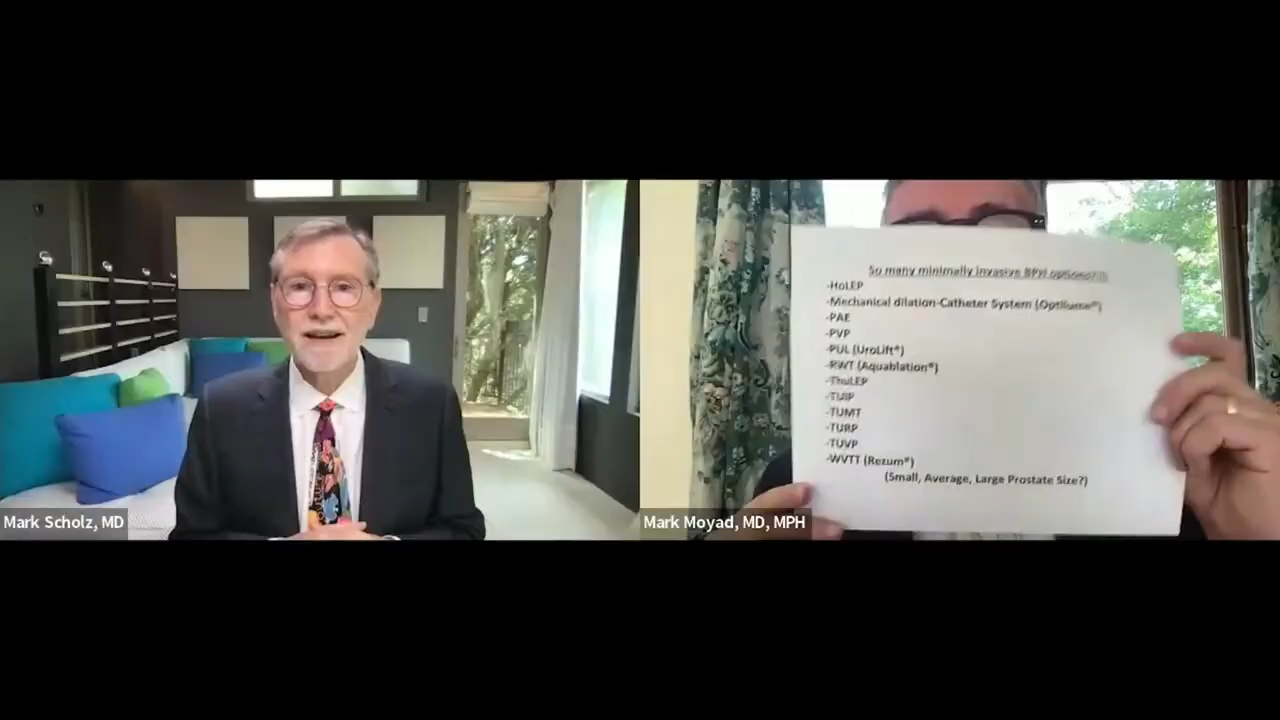 So many minimally invasive BPH options?
-HoLEP
-Mechanical dilation-Catheter System (Optilume®)
-PAE
-PVP
-PUL (UroLift®)
-RWT (Aquablation®)
-ThuLEP
-TUIP
-TUMT
-TURP
-TUVP
-WVTT (Rezum®)
(Small, Average, Large Prostate Size?)
Mark Scholz, MD
Mark Moyad, MD, MPH